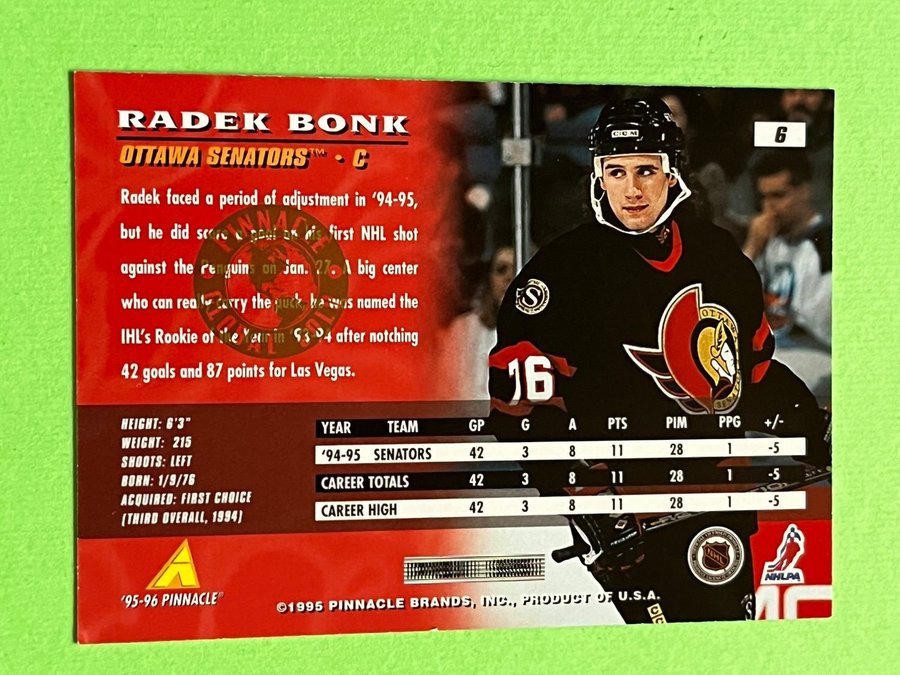 RADEK BONK
6
OTTAWA SENATORS™ • C
Radek faced a period of adjustment in '94-95,
but he did score a goal on his first NHL shot
against the Penguins on Jan. 27. A big center
who can really carry the puck, he was named the
IHL's Rookie of the Year in '93-94 after notching
42 goals and 87 points for Las Vegas.
PINNACLE
CCM
S
OTTAWA
76
HEIGHT: 6'3"
WEIGHT: 215
SHOOTS: LEFT
BORN: 1/9/76
ACQUIRED: FIRST CHOICE
(THIRD OVERALL, 1994)
YEAR TEAM GP G A PTS PIM PPG +/-
'94-95 SENATORS 42 3 8 11 28 1 -5
CAREER TOTALS 42 3 8 11 28 1 -5
CAREER HIGH 42 3 8 11 28 1 -5
NHL
NHLPA
'95-96 PINNACLE®
©1995 PINNACLE BRANDS, INC., PRODUCT OF U.S.A.